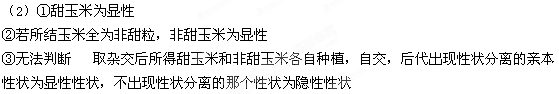 （2）①甜玉米为显性
②若所结玉米全为非甜粒，非甜玉米为显性
③无法判断 取杂交后所得甜玉米和非甜玉米各自种植，自交，后代出现性状分离的亲本
性状为显性性状，不出现性状分离的那个性状为隐性性状